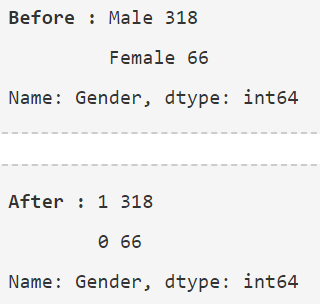 Before : Male 318
Female 66
Name: Gender, dtype: int64
After : 1 318
0 66
Name: Gender, dtype: int64